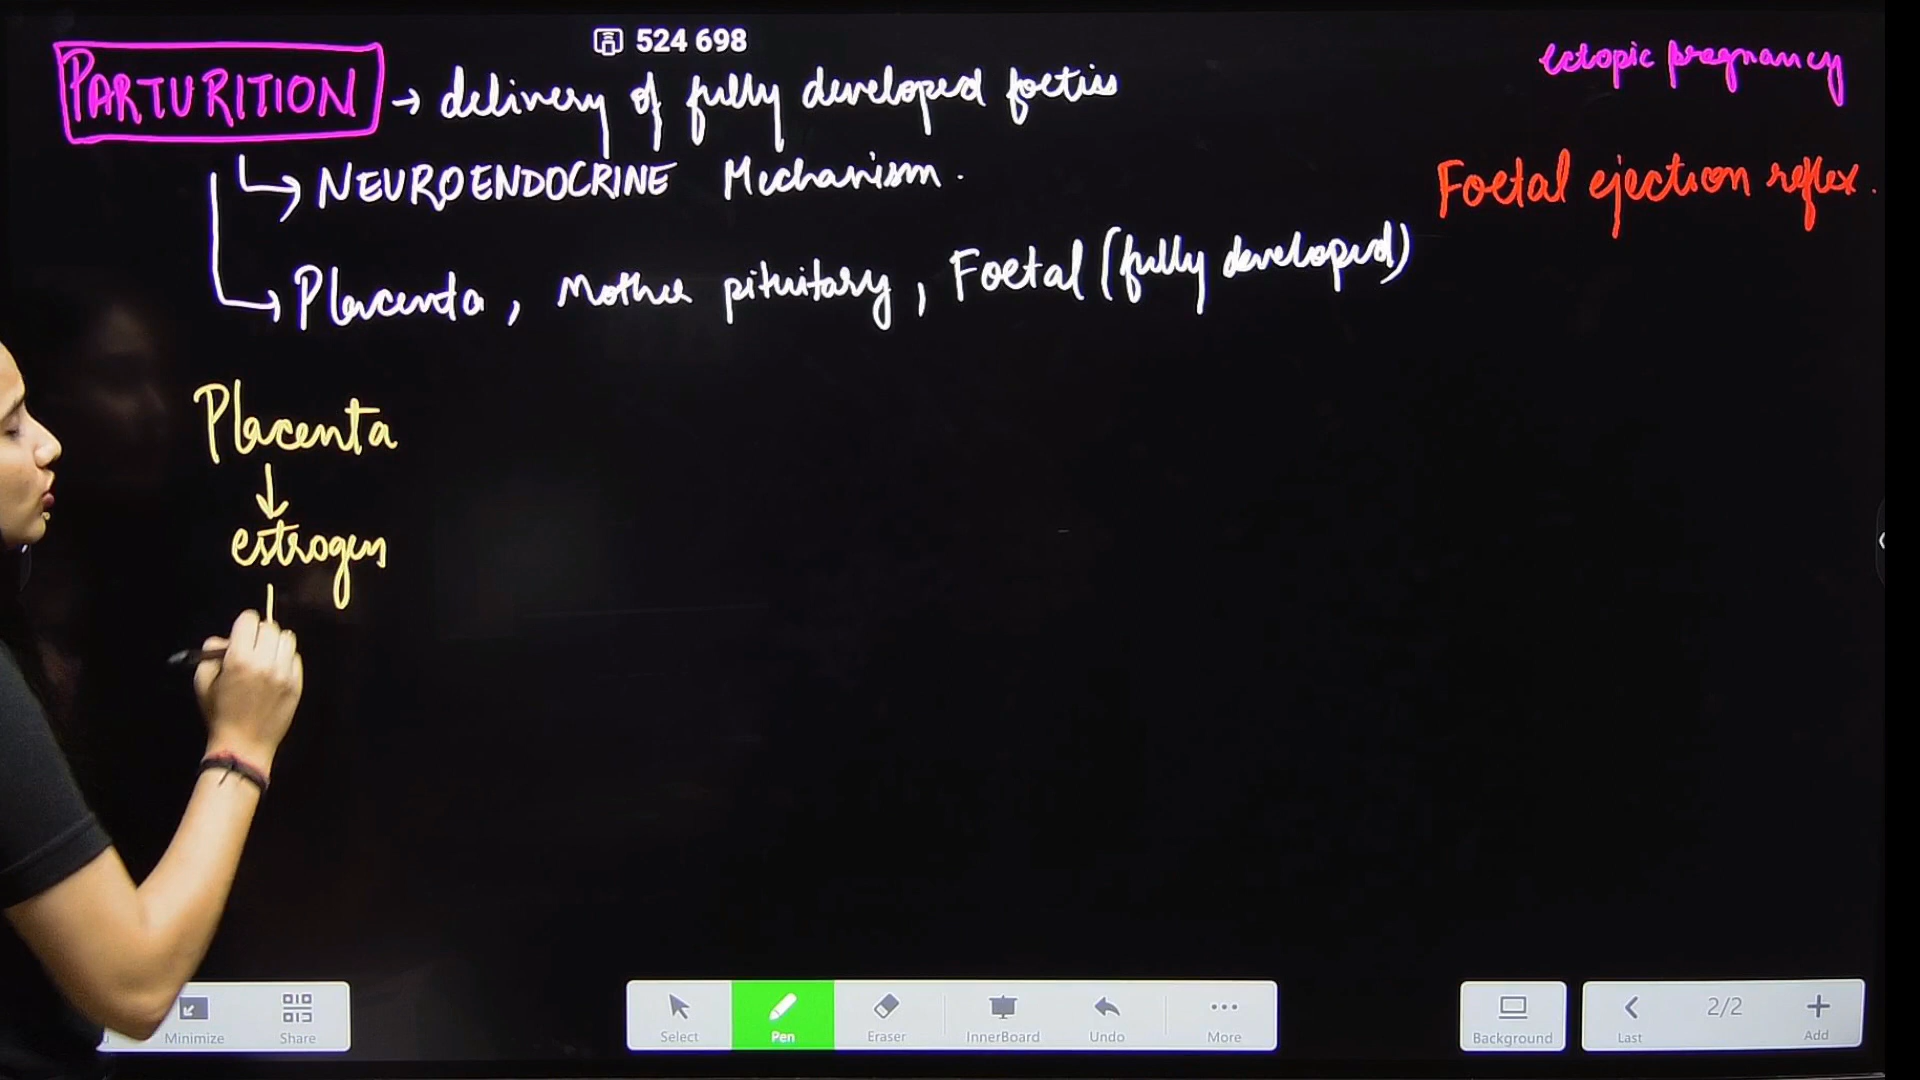 524 698
PARTURITION → delivery of fully developed foetus
ectopic pregnancy
→ NEUROENDOCRINE Mechanism.
Foetal ejection reflex.
→ Placenta, Mother pituitary, Foetal (fully developed)
Placenta
↓
estrogen
Minimize
Share
Select
Pen
Eraser
InnerBoard
Undo
More
Background
Last
2/2
Add